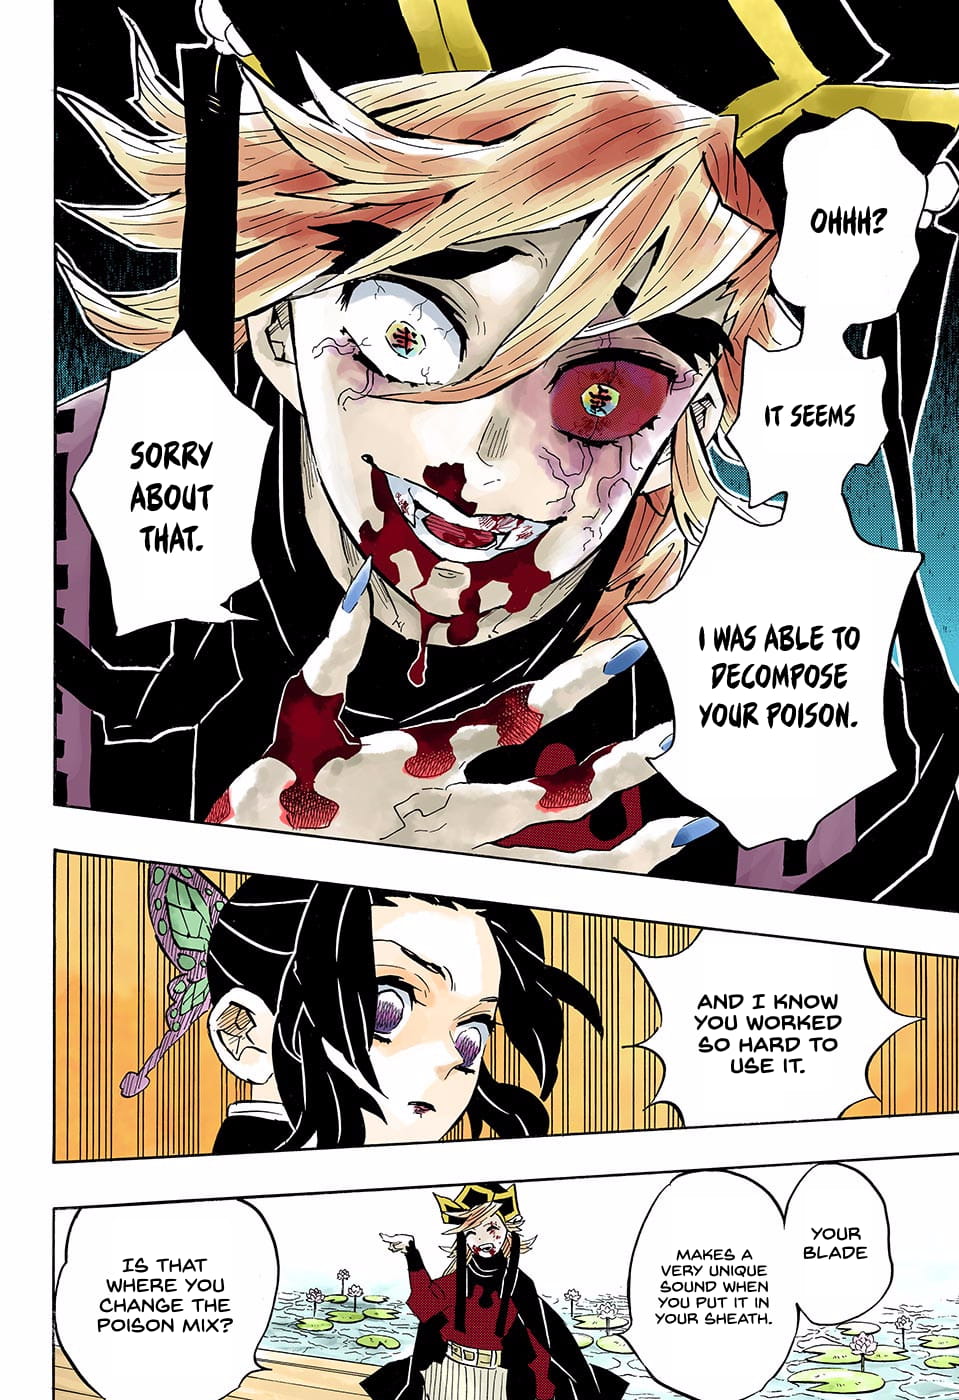 OHHH?
IT SEEMS
I WAS ABLE TO
DECOMPOSE
YOUR POISON.
SORRY
ABOUT
THAT.
AND I KNOW
YOU WORKED
SO HARD TO
USE IT.
YOUR
BLADE
MAKES A
VERY UNIQUE
SOUND WHEN
YOU PUT IT IN
YOUR SHEATH.
IS THAT
WHERE YOU
CHANGE THE
POISON MIX?